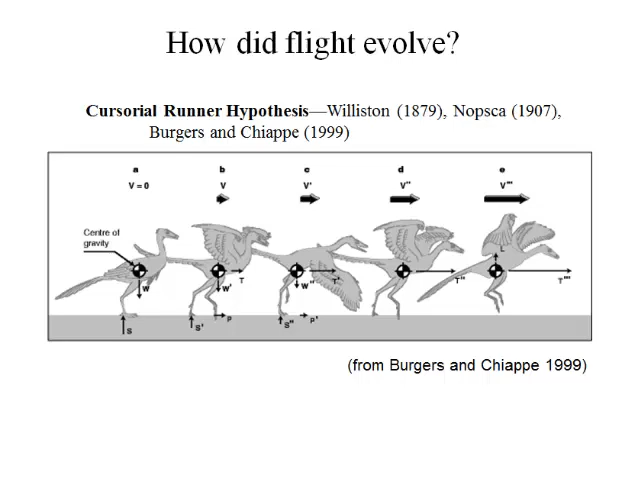 How did flight evolve?
Cursorial Runner Hypothesis—Williston (1879), Nopsca (1907),
Burgers and Chiappe (1999)
a b c d e
V = 0 V V' V'' V'''
Centre of
gravity
L
T T' T'' T'''
W W' W''
P P'
S S' S''
(from Burgers and Chiappe 1999)